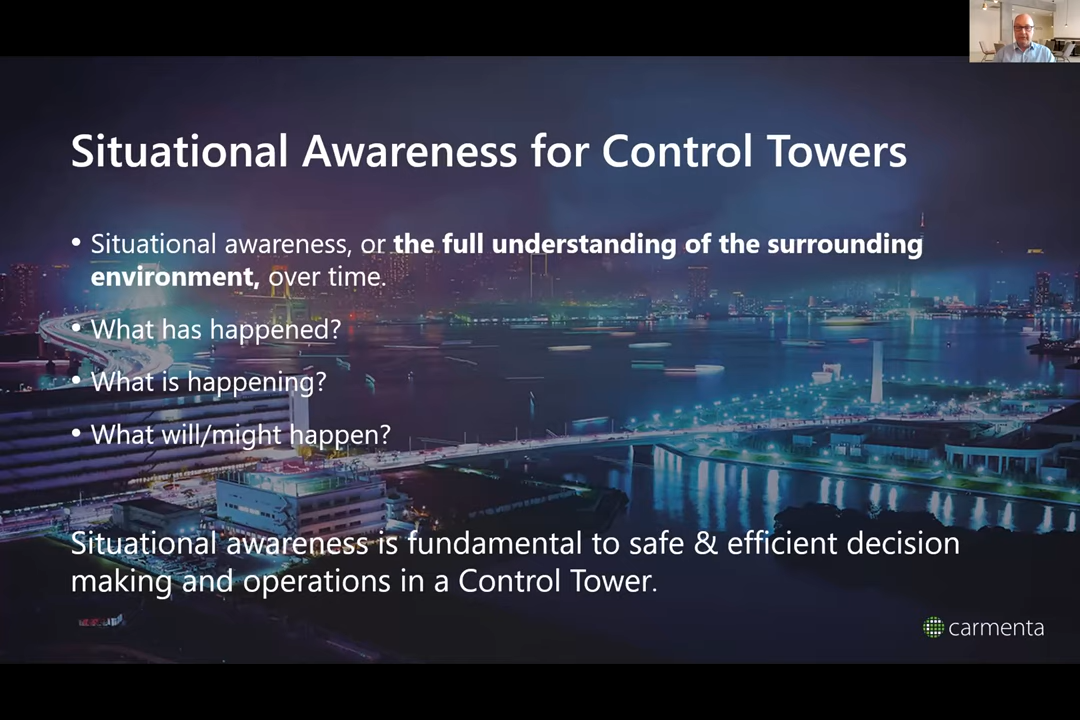 Situational Awareness for Control Towers
• Situational awareness, or the full understanding of the surrounding
environment, over time.
• What has happened?
• What is happening?
• What will/might happen?
Situational awareness is fundamental to safe & efficient decision
making and operations in a Control Tower.
carmenta